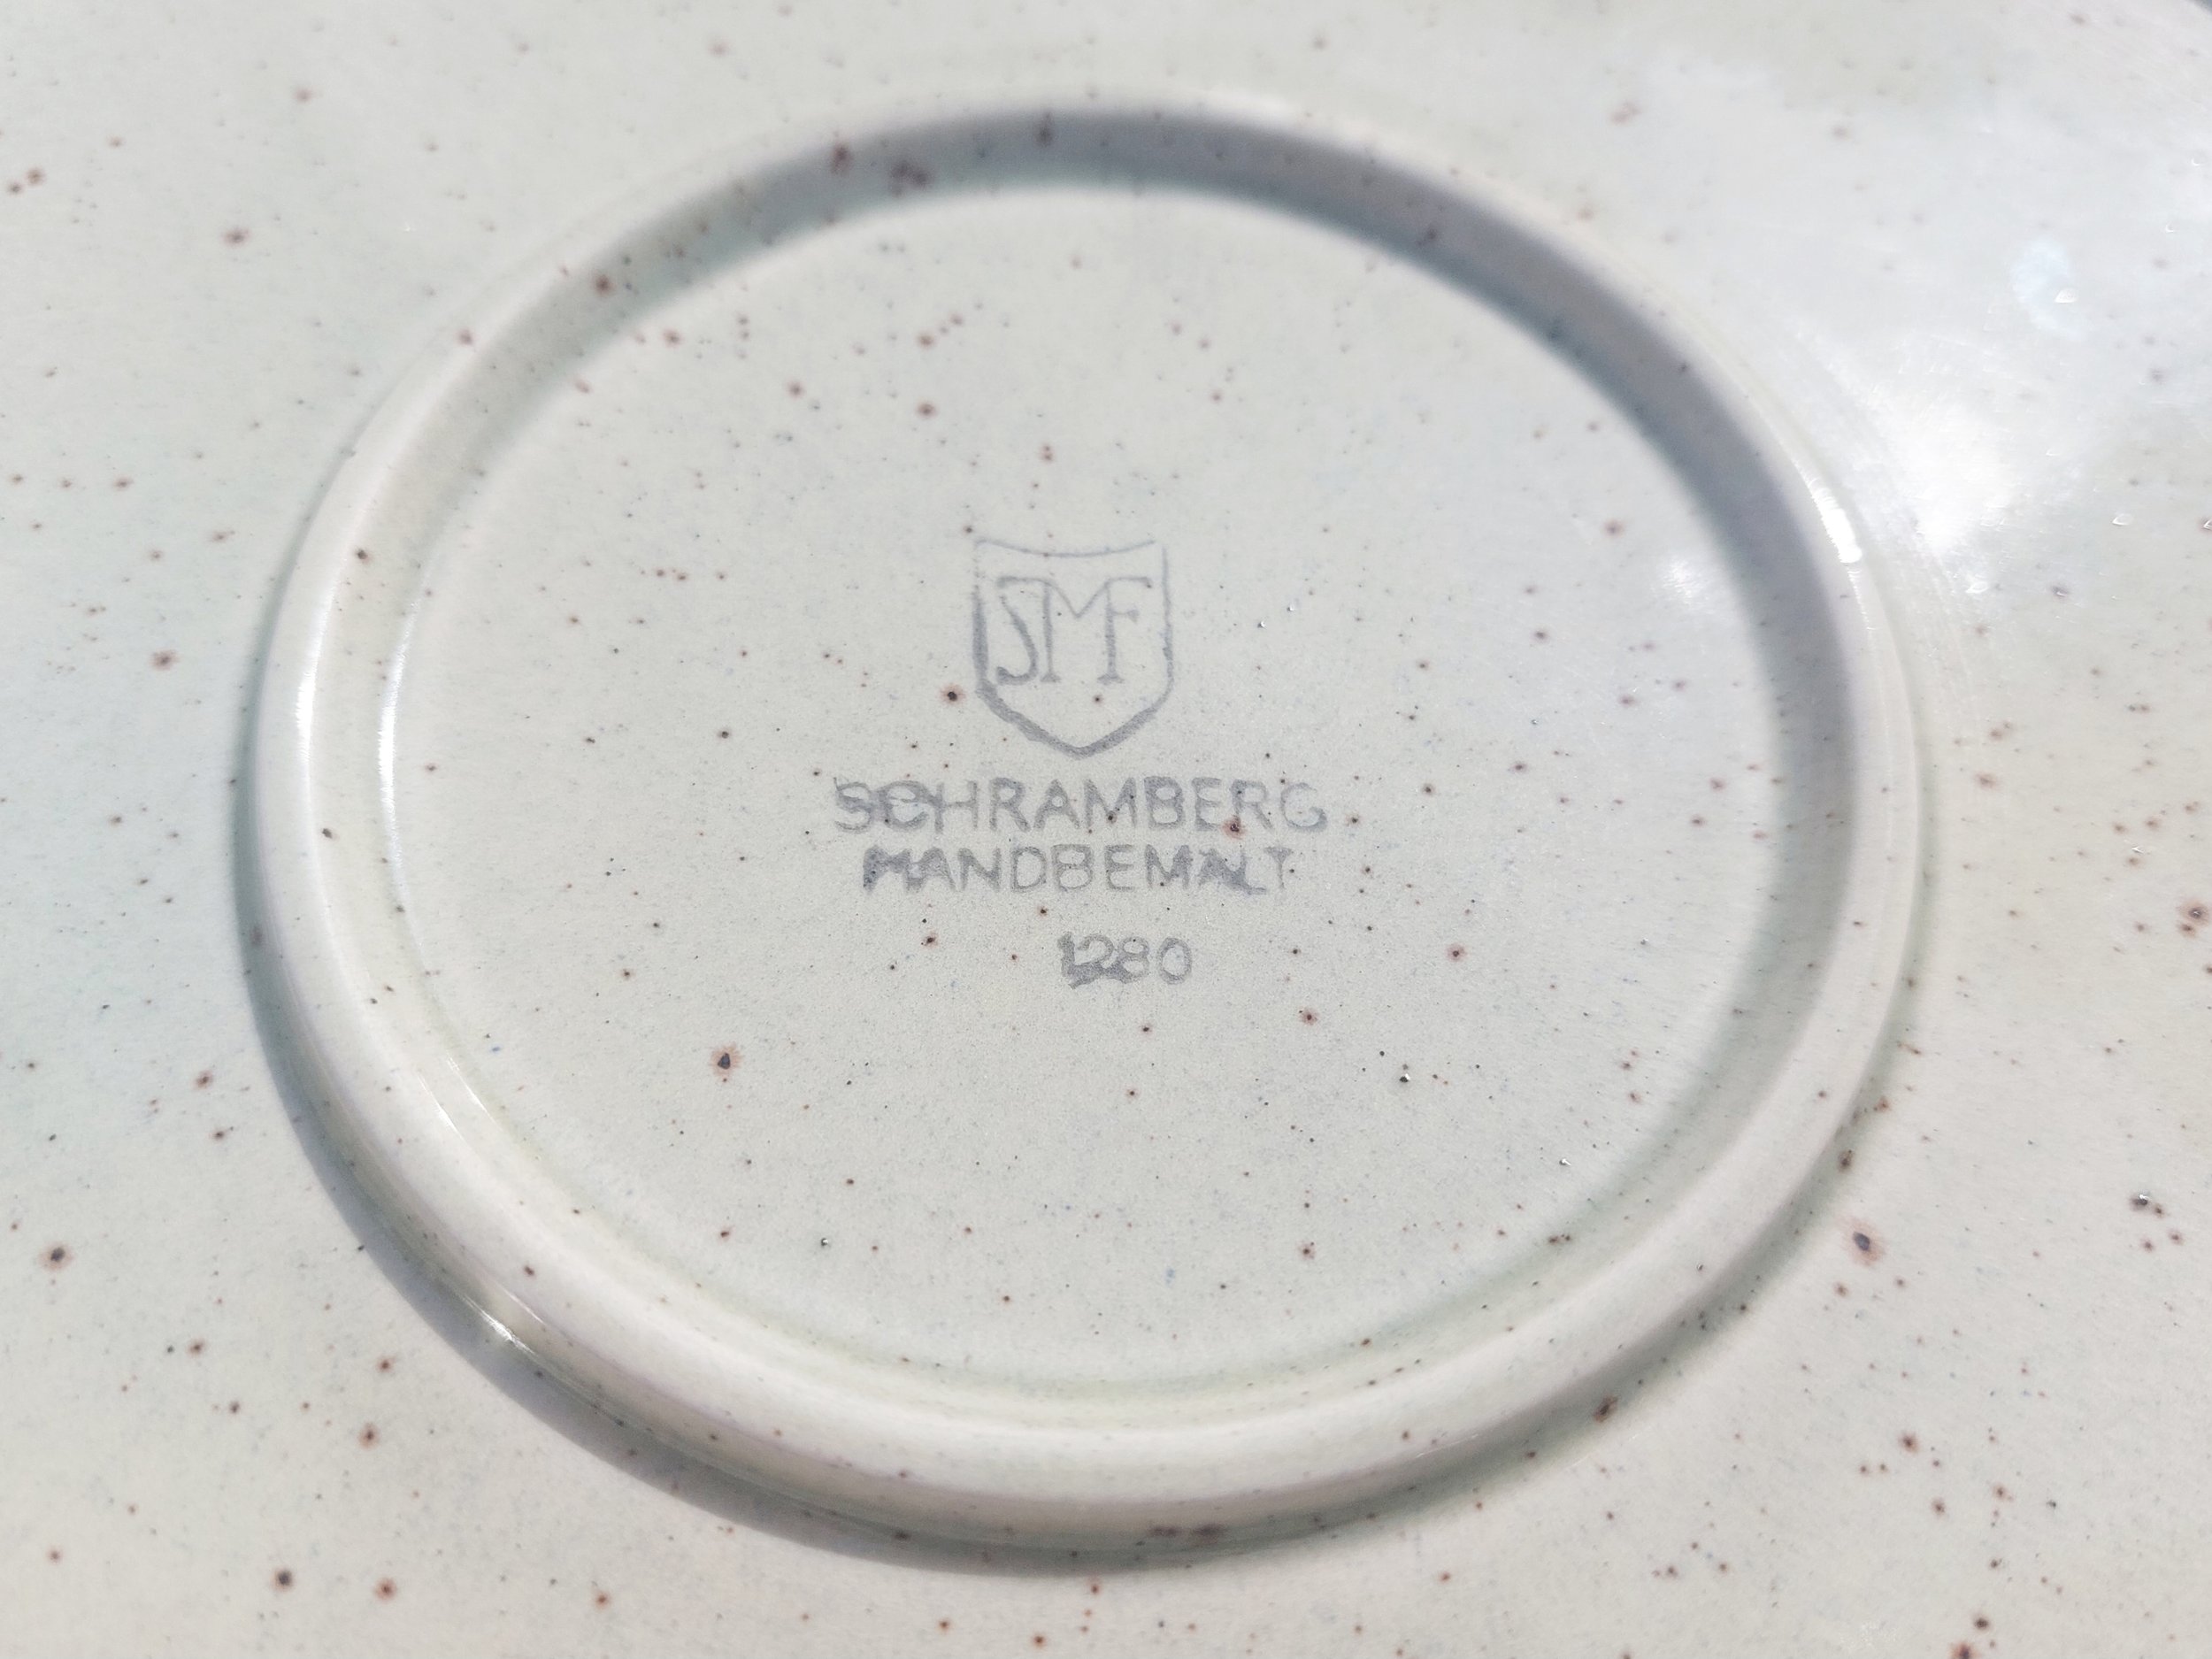 SMF
SCHRAMBERG
HANDBEMALT
1280